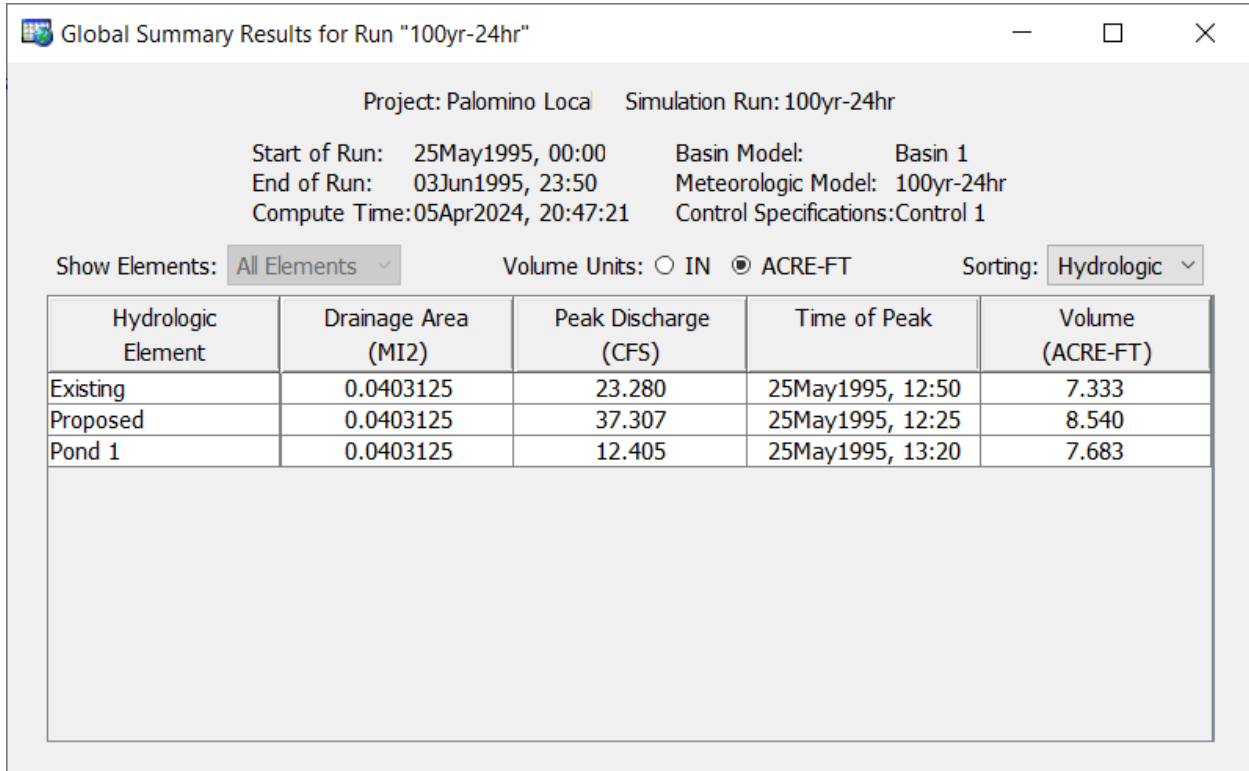 Global Summary Results for Run "100yr-24hr"
Project: Palomino Local Simulation Run: 100yr-24hr
Start of Run: 25May1995, 00:00 Basin Model: Basin 1
End of Run: 03Jun1995, 23:50 Meteorologic Model: 100yr-24hr
Compute Time:05Apr2024, 20:47:21 Control Specifications:Control 1
Show Elements: All Elements Volume Units: IN ACRE-FT Sorting: Hydrologic
Hydrologic Drainage Area Peak Discharge Time of Peak Volume
Element (MI2) (CFS) (ACRE-FT)
Existing 0.0403125 23.280 25May1995, 12:50 7.333
Proposed 0.0403125 37.307 25May1995, 12:25 8.540
Pond 1 0.0403125 12.405 25May1995, 13:20 7.683